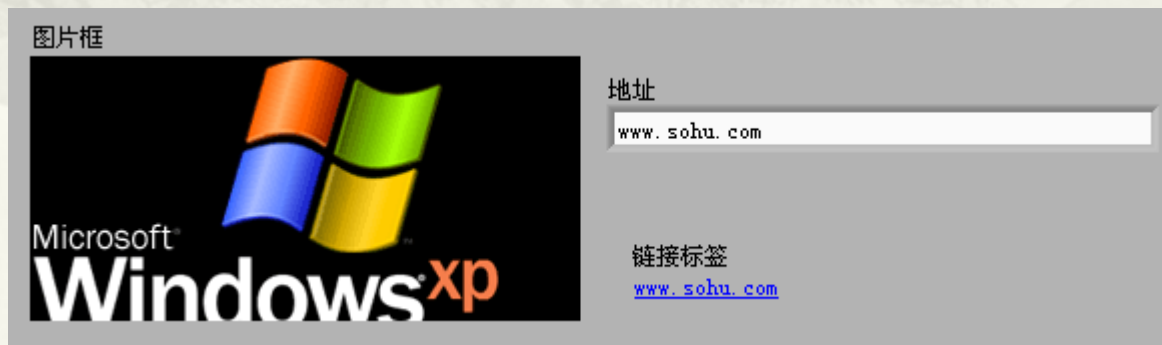 图片框
Microsoft
Windows xp
地址
www.sohu.com
链接标签
www.sohu.com